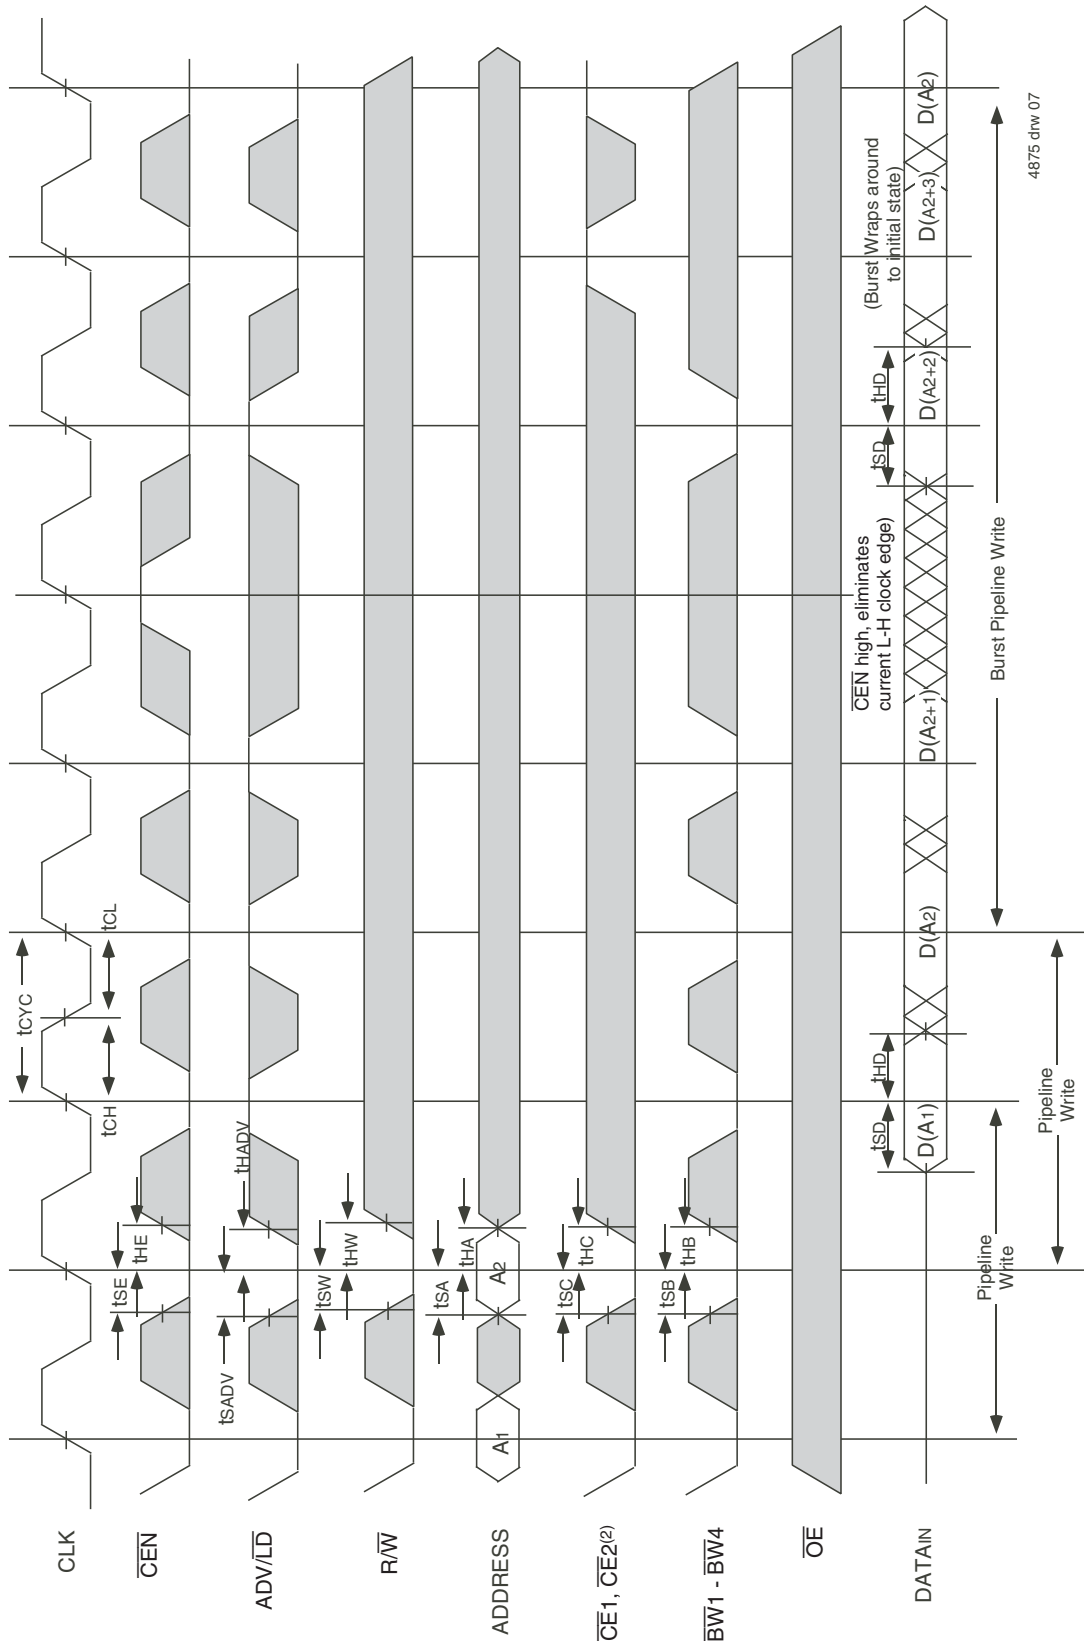 CLK
tCYC
tCH
tCL
CEN
tSE
tHE
ADV/LD
tSADV
tHADV
R/W
tSW
tHW
ADDRESS
A1
A2
tSA
tHA
CE1, CE2(2)
tSC
tHC
BW1 - BW4
tSB
tHB
OE
CEN high, eliminates
current L-H clock edge)
(Burst Wraps around
to initial state)
DATAIN
tSD
tHD
tSD
tHD
D(A1)
D(A2)
D(A2+1)
D(A2+2)
D(A2+3)
D(A2)
Pipeline
Write
Burst Pipeline Write
Pipeline
Write
4875 drw 07